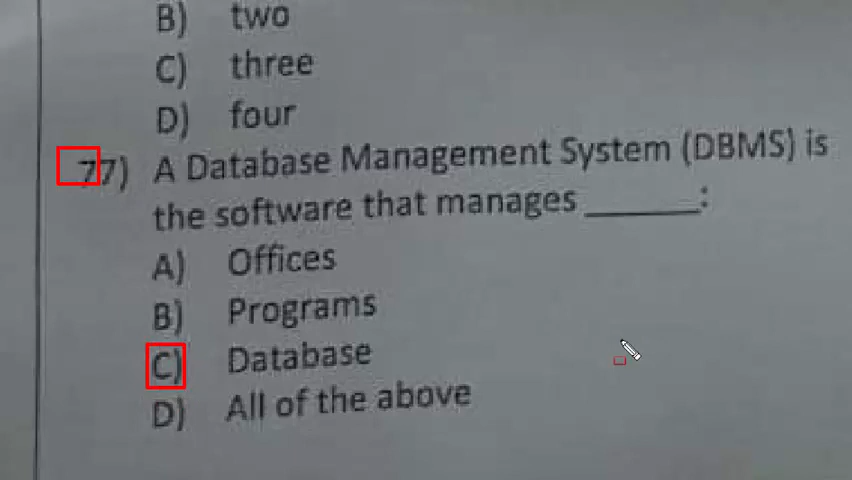 B) two
C) three
D) four
77) A Database Management System (DBMS) is
the software that manages ______:
A) Offices
B) Programs
C) Database
D) All of the above